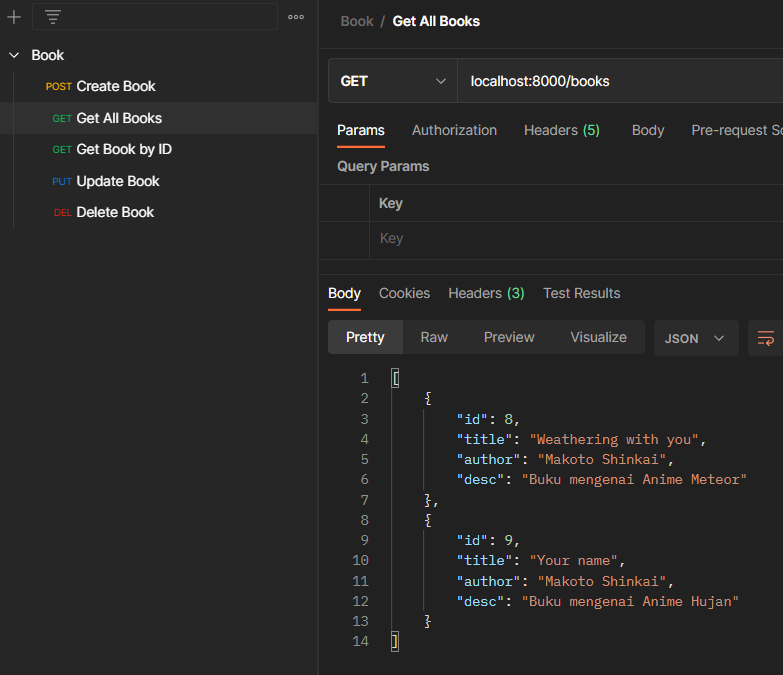 Book
POST Create Book
GET Get All Books
GET Get Book by ID
PUT Update Book
DEL Delete Book
Book / Get All Books
GET localhost:8000/books
Params Authorization Headers (5) Body Pre-request Sc
Query Params
Key
Key
Body Cookies Headers (3) Test Results
Pretty Raw Preview Visualize JSON
1 [
2 {
3 "id": 8,
4 "title": "Weathering with you",
5 "author": "Makoto Shinkai",
6 "desc": "Buku mengenai Anime Meteor"
7 },
8 {
9 "id": 9,
10 "title": "Your name",
11 "author": "Makoto Shinkai",
12 "desc": "Buku mengenai Anime Hujan"
13 }
14 ]